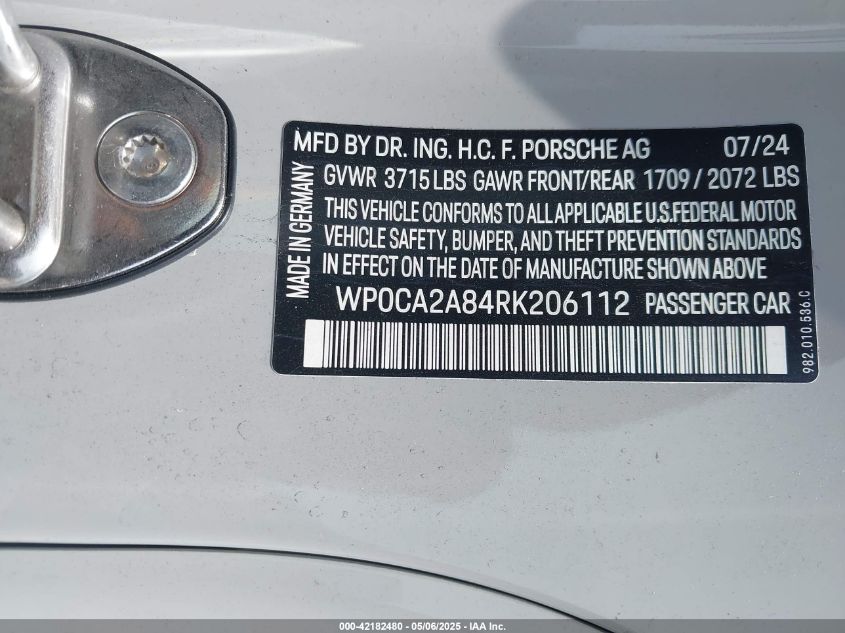 MFD BY DR. ING. H.C. F. PORSCHE AG 07/24
GVWR 3715 LBS GAWR FRONT/REAR 1709 / 2072 LBS
THIS VEHICLE CONFORMS TO ALL APPLICABLE U.S.FEDERAL MOTOR
VEHICLE SAFETY, BUMPER, AND THEFT PREVENTION STANDARDS
IN EFFECT ON THE DATE OF MANUFACTURE SHOWN ABOVE
WP0CA2A84RK206112 PASSENGER CAR
MADE IN GERMANY
982.010.536.C
000-42182480 - 05/06/2025 - IAA Inc.